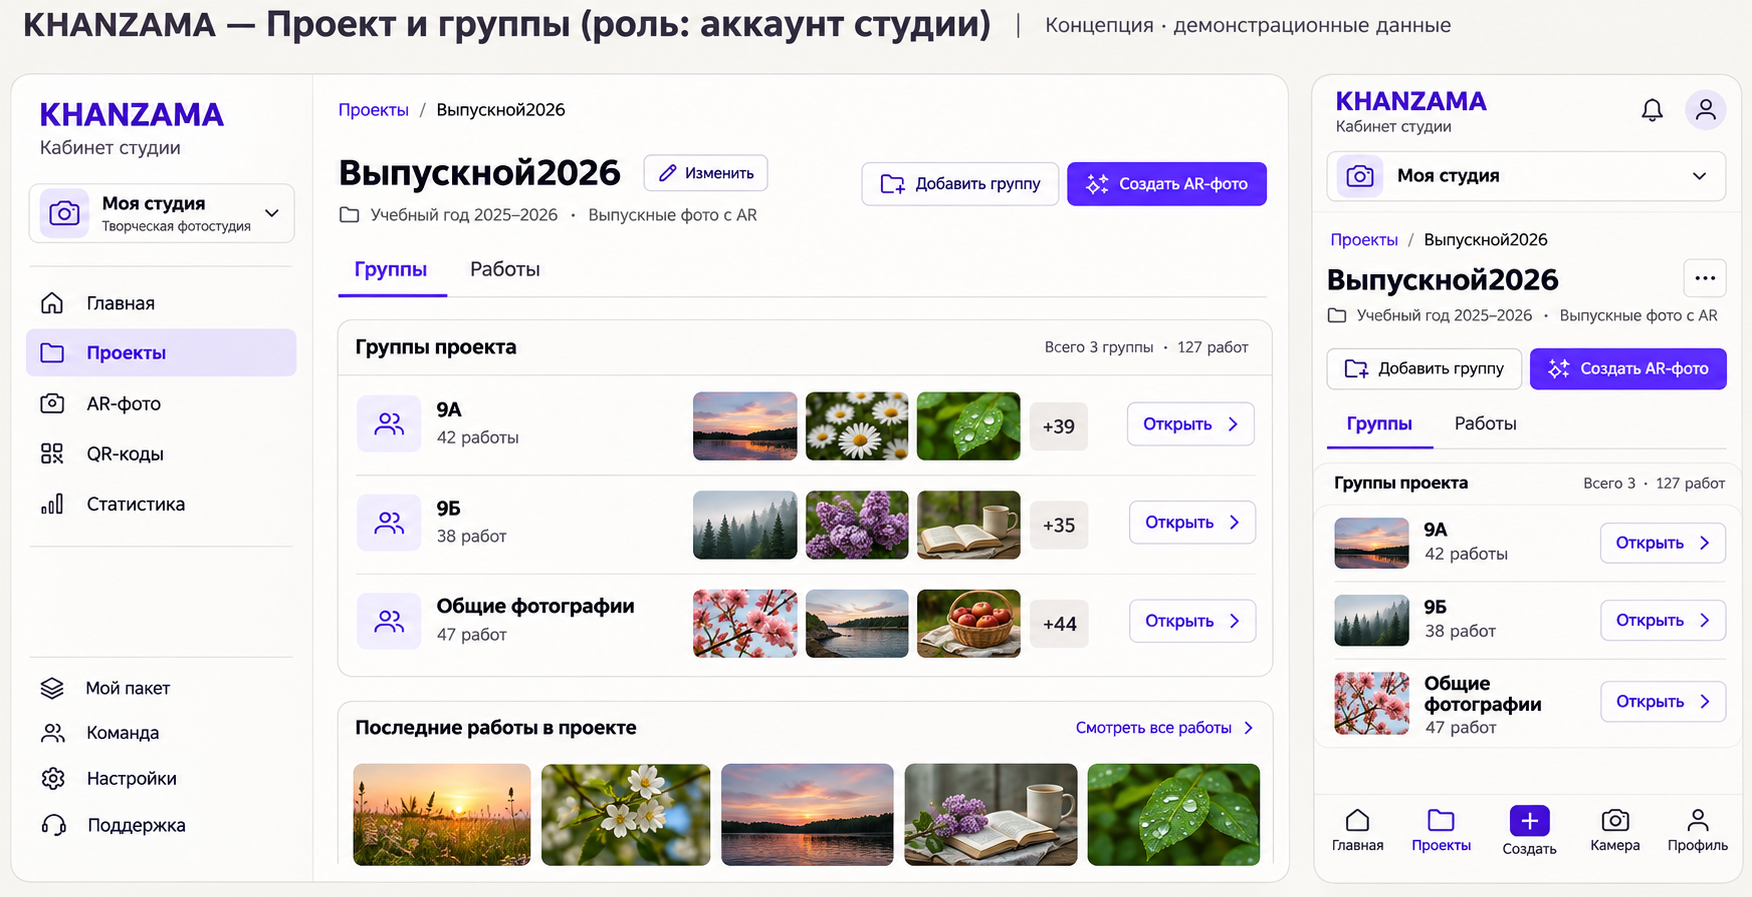 KHANZAMA — Проект и группы (роль: аккаунт студии) | Концепция · демонстрационные данные
KHANZAMA
Кабинет студии
Моя студия
Творческая фотостудия
Главная
Проекты
AR-фото
QR-коды
Статистика
Мой пакет
Команда
Настройки
Поддержка
Проекты / Выпускной2026
Выпускной2026
Изменить
Добавить группу
Создать AR-фото
Учебный год 2025–2026 · Выпускные фото с AR
Группы
Работы
Группы проекта
Всего 3 группы · 127 работ
9А
42 работы
+39
Открыть
9Б
38 работ
+35
Открыть
Общие фотографии
47 работ
+44
Открыть
Последние работы в проекте
Смотреть все работы
KHANZAMA
Кабинет студии
Моя студия
Проекты / Выпускной2026
Выпускной2026
Учебный год 2025–2026 · Выпускные фото с AR
Добавить группу
Создать AR-фото
Группы
Работы
Группы проекта
Всего 3 · 127 работ
9А
42 работы
Открыть
9Б
38 работ
Открыть
Общие
фотографии
47 работ
Открыть
Главная
Проекты
Создать
Камера
Профиль